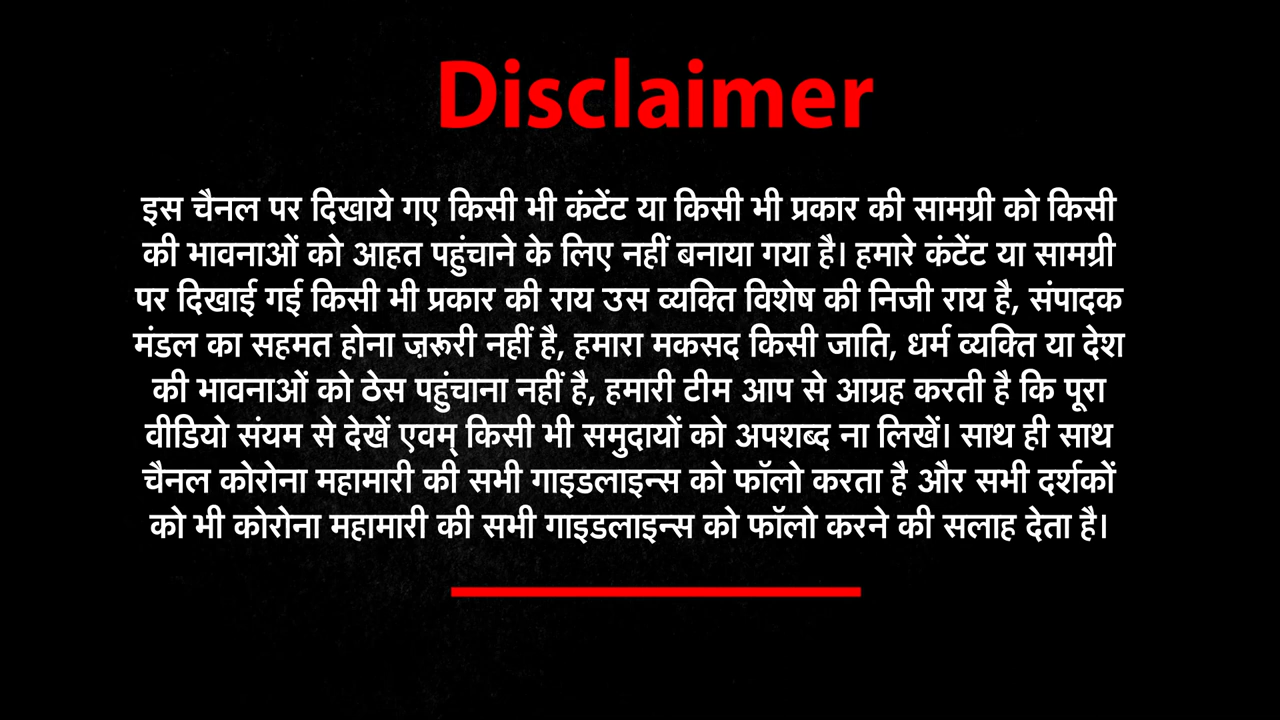 Disclaimer
इस चैनल पर दिखाये गए किसी भी कंटेंट या किसी भी प्रकार की सामग्री को किसी
की भावनाओं को आहत पहुंचाने के लिए नहीं बनाया गया है। हमारे कंटेंट या सामग्री
पर दिखाई गई किसी भी प्रकार की राय उस व्यक्ति विशेष की निजी राय है, संपादक
मंडल का सहमत होना ज़रूरी नहीं है, हमारा मकसद किसी जाति, धर्म व्यक्ति या देश
की भावनाओं को ठेस पहुंचाना नहीं है, हमारी टीम आप से आग्रह करती है कि पूरा
वीडियो संयम से देखें एवम् किसी भी समुदायों को अपशब्द ना लिखें। साथ ही साथ
चैनल कोरोना महामारी की सभी गाइडलाइन्स को फॉलो करता है और सभी दर्शकों
को भी कोरोना महामारी की सभी गाइडलाइन्स को फॉलो करने की सलाह देता है।